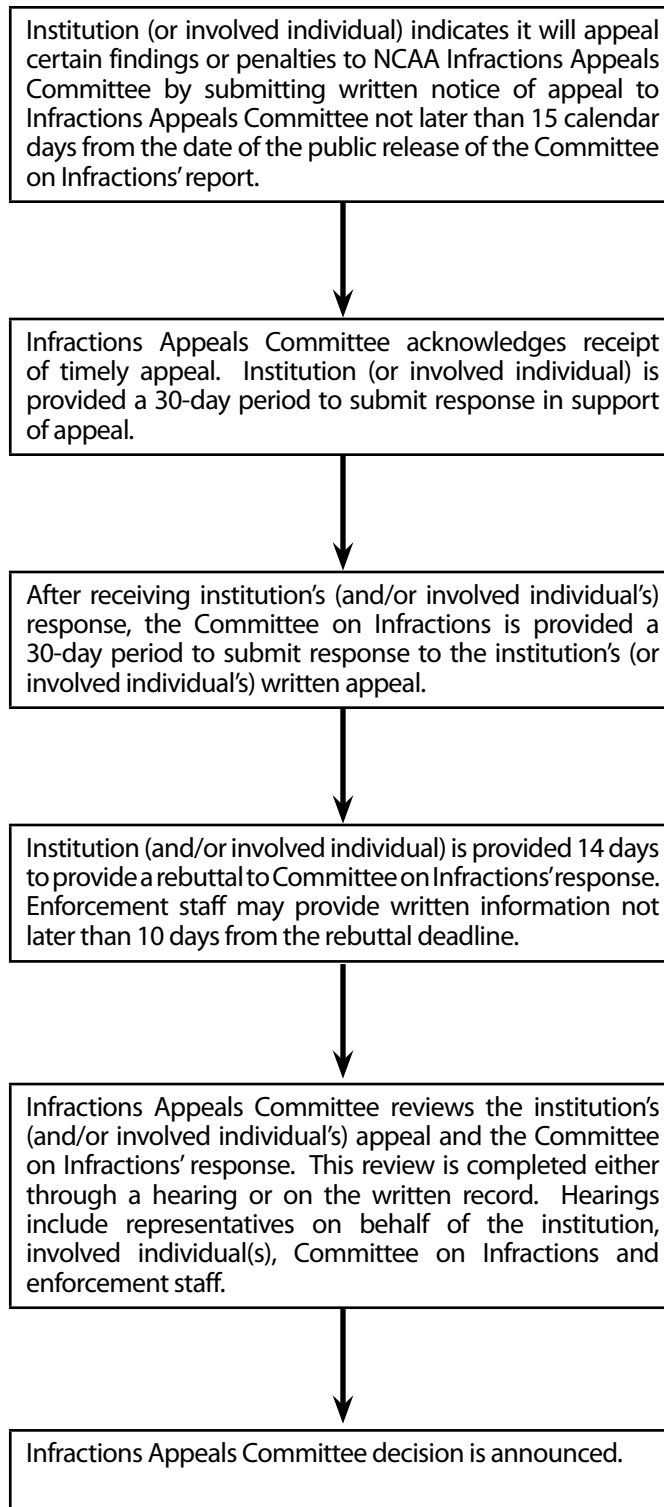 Institution (or involved individual) indicates it will appeal
certain findings or penalties to NCAA Infractions Appeals
Committee by submitting written notice of appeal to
Infractions Appeals Committee not later than 15 calendar
days from the date of the public release of the Committee
on Infractions' report.
Infractions Appeals Committee acknowledges receipt
of timely appeal. Institution (or involved individual) is
provided a 30-day period to submit response in support
of appeal.
After receiving institution's (and/or involved individual's)
response, the Committee on Infractions is provided a
30-day period to submit response to the institution's (or
involved individual's) written appeal.
Institution (and/or involved individual) is provided 14 days
to provide a rebuttal to Committee on Infractions' response.
Enforcement staff may provide written information not
later than 10 days from the rebuttal deadline.
Infractions Appeals Committee reviews the institution's
(and/or involved individual's) appeal and the Committee
on Infractions' response. This review is completed either
through a hearing or on the written record. Hearings
include representatives on behalf of the institution,
involved individual(s), Committee on Infractions and
enforcement staff.
Infractions Appeals Committee decision is announced.